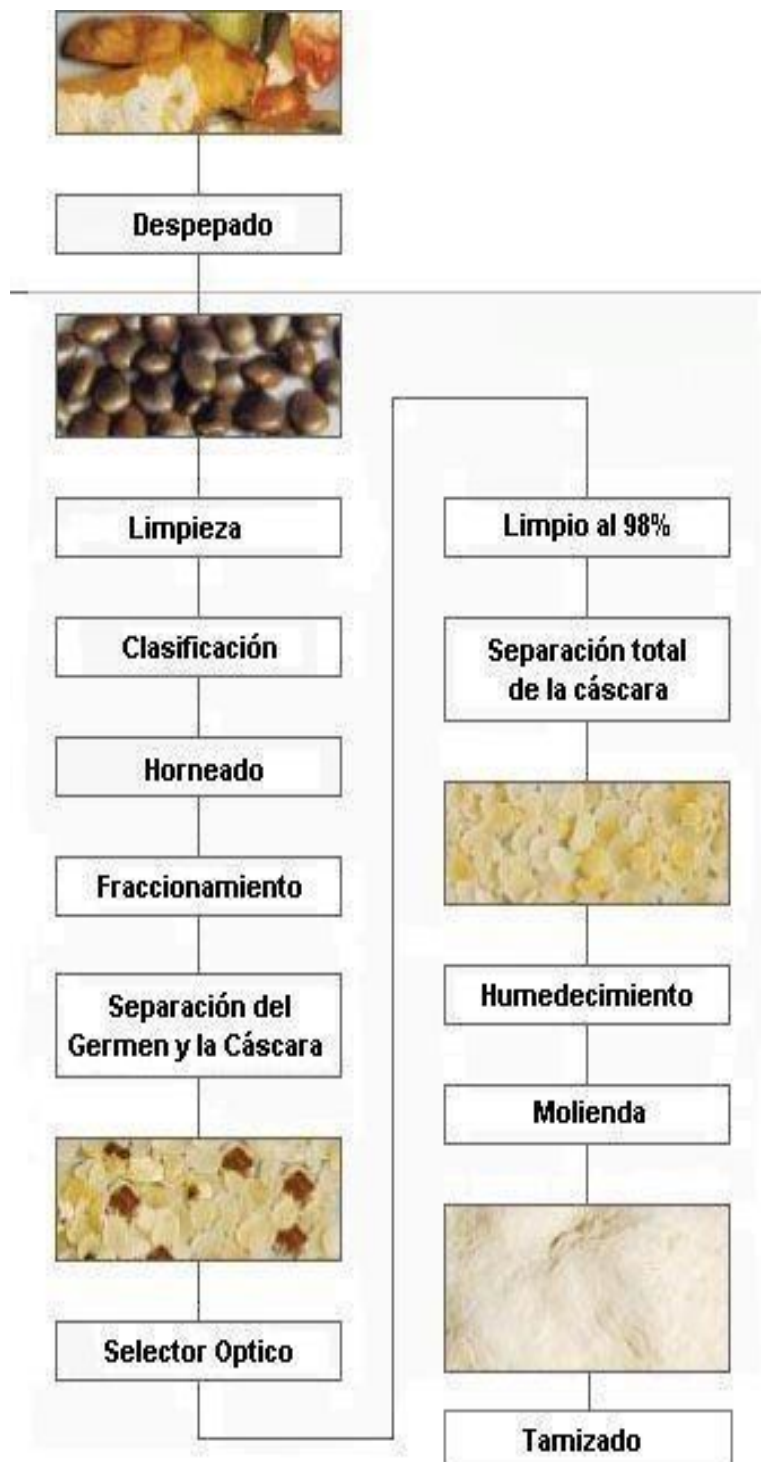 Despepado
Limpieza
Clasificación
Horneado
Fraccionamiento
Separación del
Germen y la Cáscara
Selector Optico
Limpio al 98%
Separación total
de la cáscara
Humedecimiento
Molienda
Tamizado